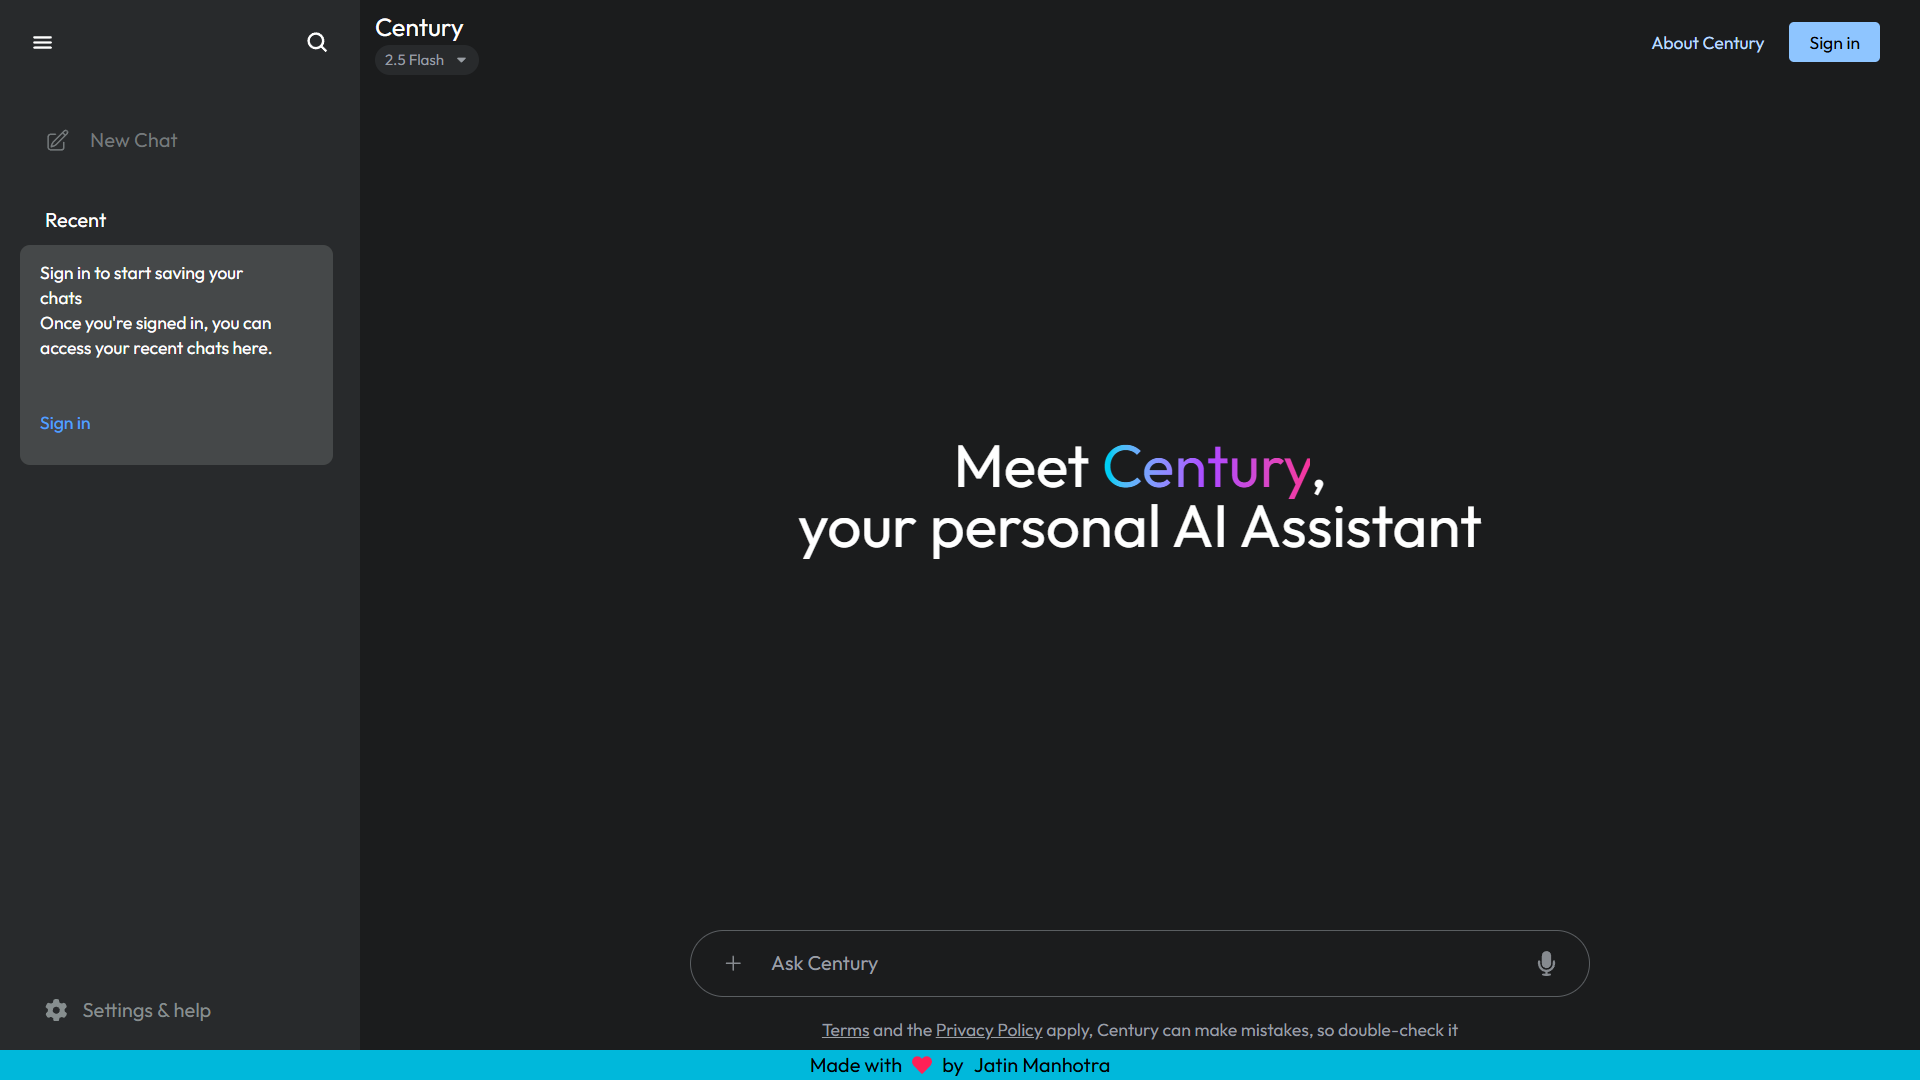 Century
2.5 Flash
About Century
Sign in
New Chat
Recent
Sign in to start saving your
chats
Once you're signed in, you can
access your recent chats here.
Sign in
Meet Century,
your personal AI Assistant
Ask Century
Settings & help
Terms and the Privacy Policy apply, Century can make mistakes, so double-check it
Made with ❤ by Jatin Manhotra